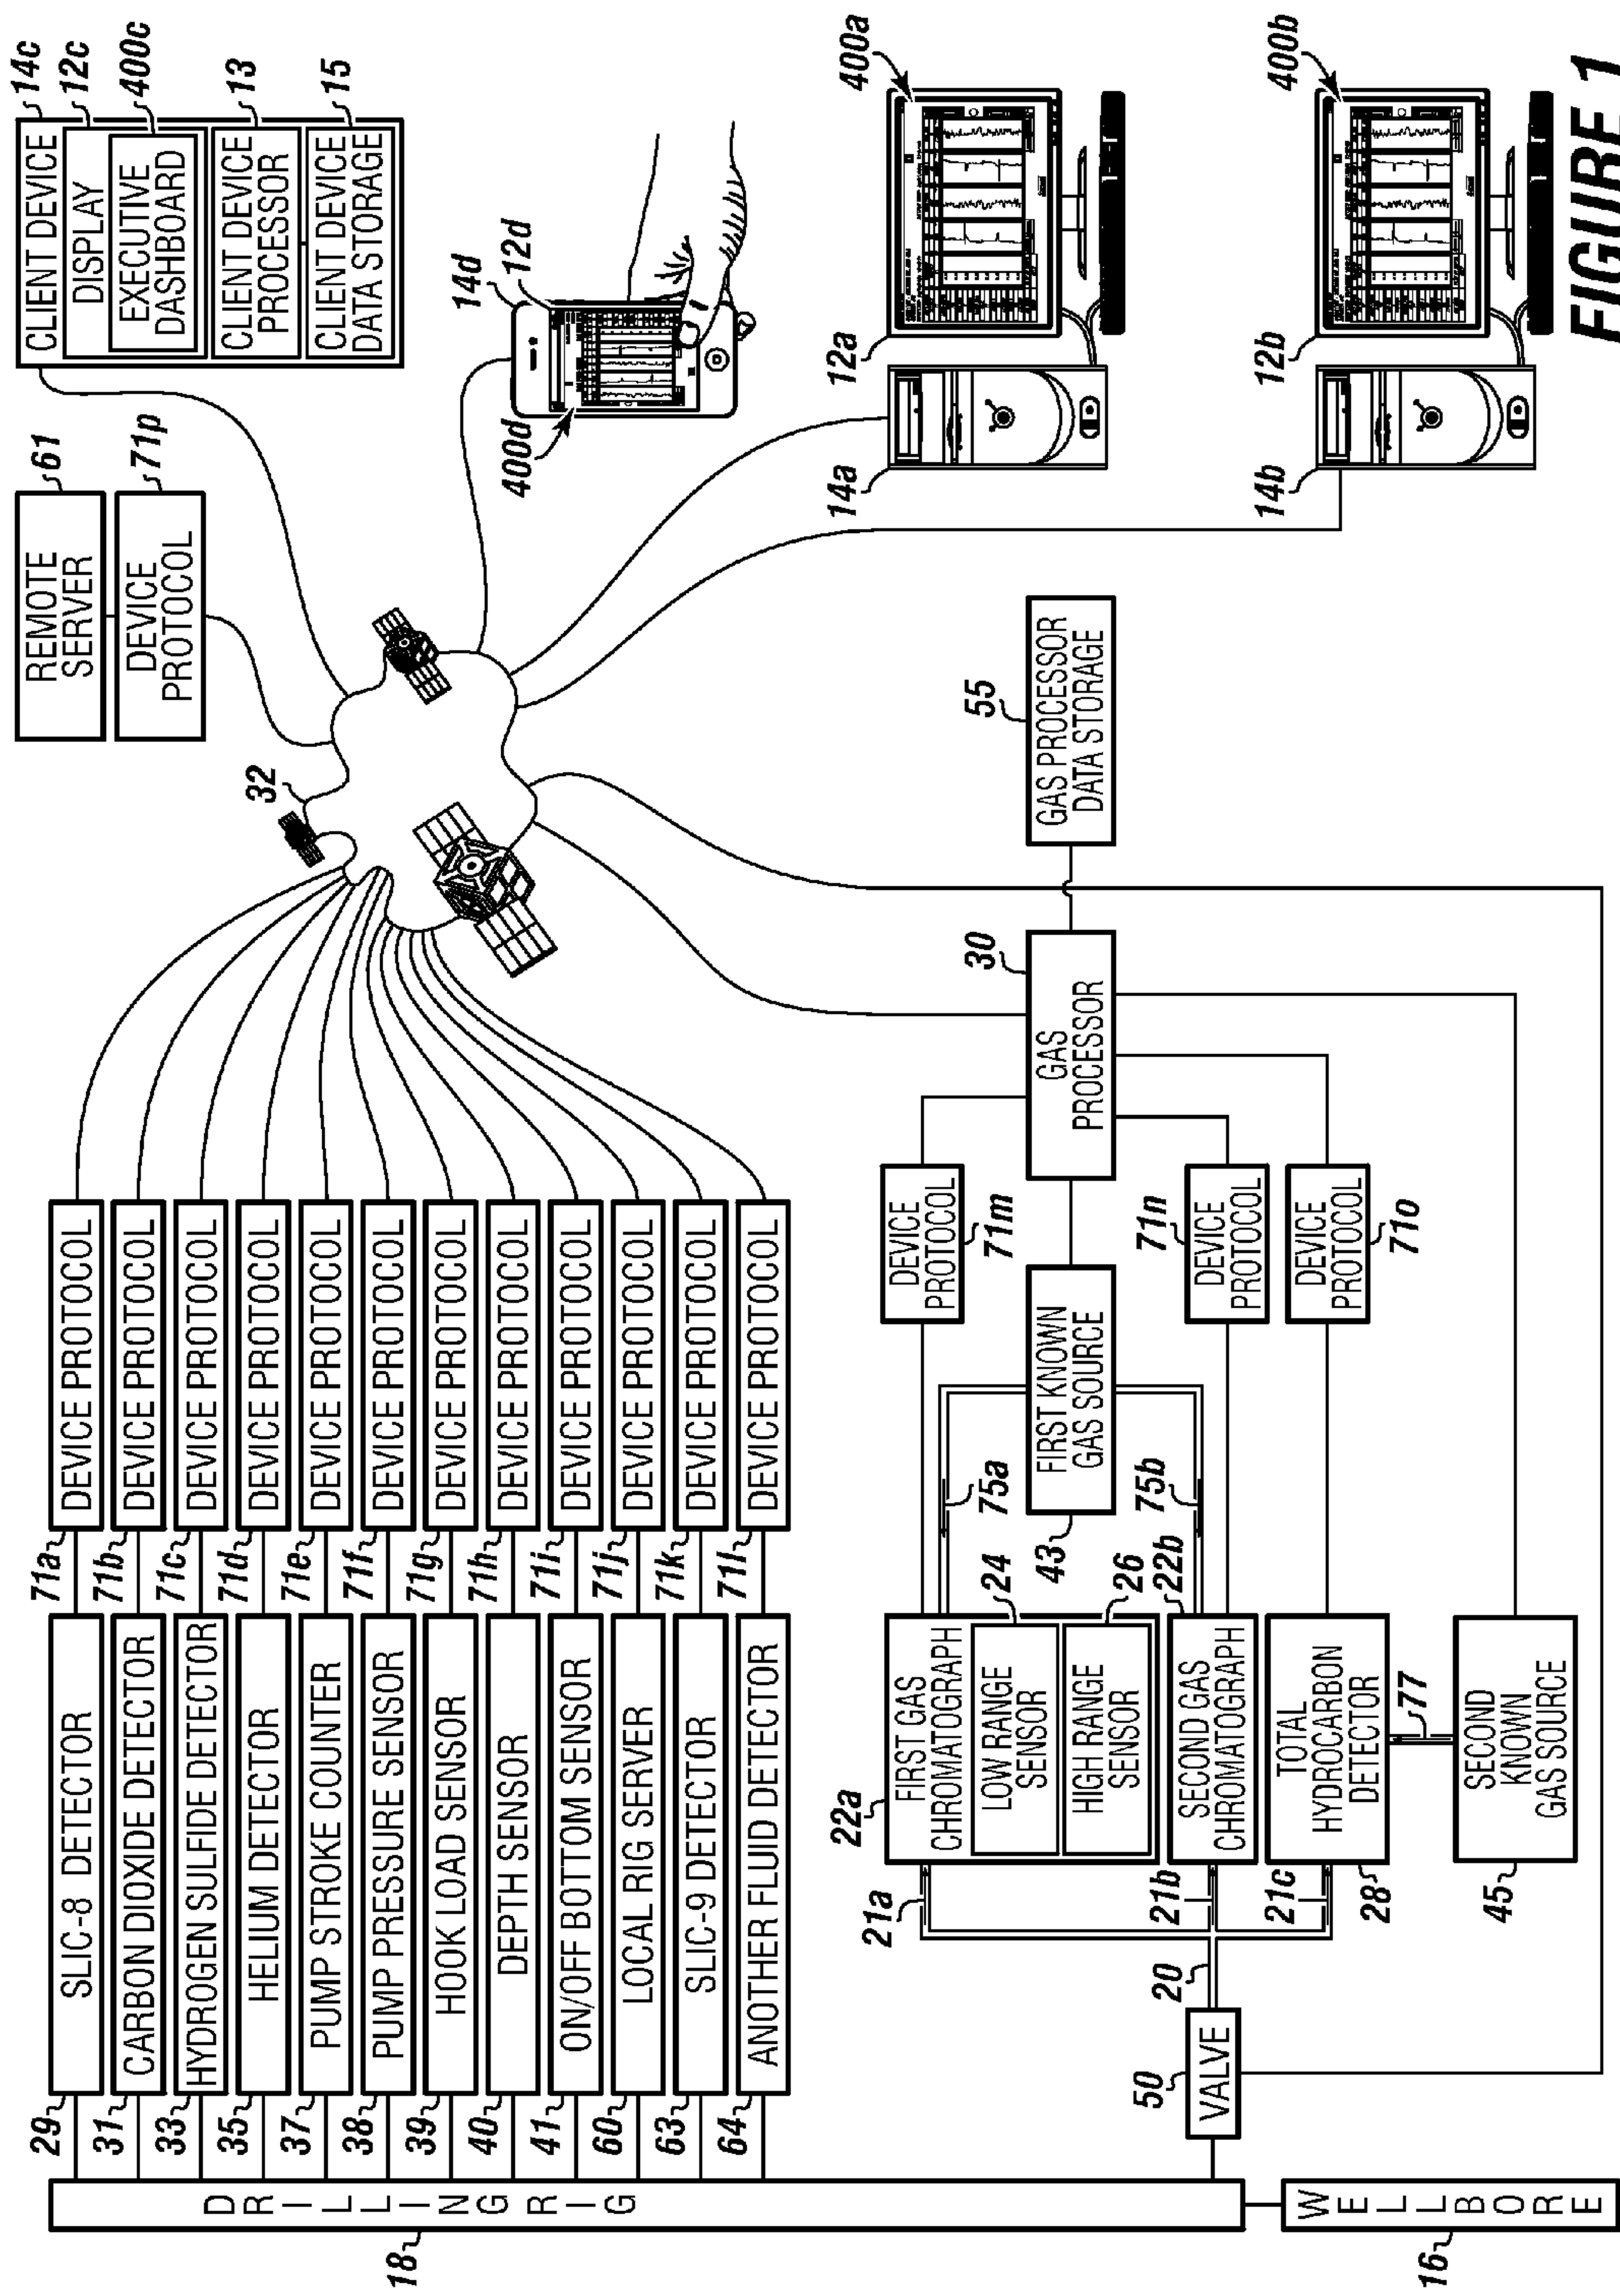 29
SLIC-8 DETECTOR
71a
DEVICE PROTOCOL
31
CARBON DIOXIDE DETECTOR
71b
DEVICE PROTOCOL
33
HYDROGEN SULFIDE DETECTOR
71c
DEVICE PROTOCOL
35
HELIUM DETECTOR
71d
DEVICE PROTOCOL
37
PUMP STROKE COUNTER
71e
DEVICE PROTOCOL
38
PUMP PRESSURE SENSOR
71f
DEVICE PROTOCOL
39
HOOK LOAD SENSOR
71g
DEVICE PROTOCOL
40
DEPTH SENSOR
71h
DEVICE PROTOCOL
41
ON/OFF BOTTOM SENSOR
71i
DEVICE PROTOCOL
60
LOCAL RIG SERVER
71j
DEVICE PROTOCOL
63
SLIC-9 DETECTOR
71k
DEVICE PROTOCOL
64
ANOTHER FLUID DETECTOR
71l
DEVICE PROTOCOL
DRILLING RIG
18
WELLBORE
16
32
REMOTE
SERVER
61
DEVICE
PROTOCOL
71p
CLIENT DEVICE
14c
DISPLAY
12c
EXECUTIVE
DASHBOARD
400c
CLIENT DEVICE
PROCESSOR
13
CLIENT DEVICE
DATA STORAGE
15
14d
12d
400d
12a
14a
400a
12b
14b
400b
50
VALVE
20
21a
21b
21c
22a
FIRST GAS
CHROMATOGRAPH
LOW RANGE
SENSOR
24
HIGH RANGE
SENSOR
26
SECOND GAS
CHROMATOGRAPH
22b
TOTAL
HYDROCARBON
DETECTOR
28
77
SECOND
KNOWN
GAS SOURCE
45
75a
75b
FIRST KNOWN
GAS SOURCE
43
DEVICE
PROTOCOL
71m
DEVICE
PROTOCOL
71n
DEVICE
PROTOCOL
71o
GAS
PROCESSOR
30
GAS PROCESSOR
DATA STORAGE
55
FIGURE 1